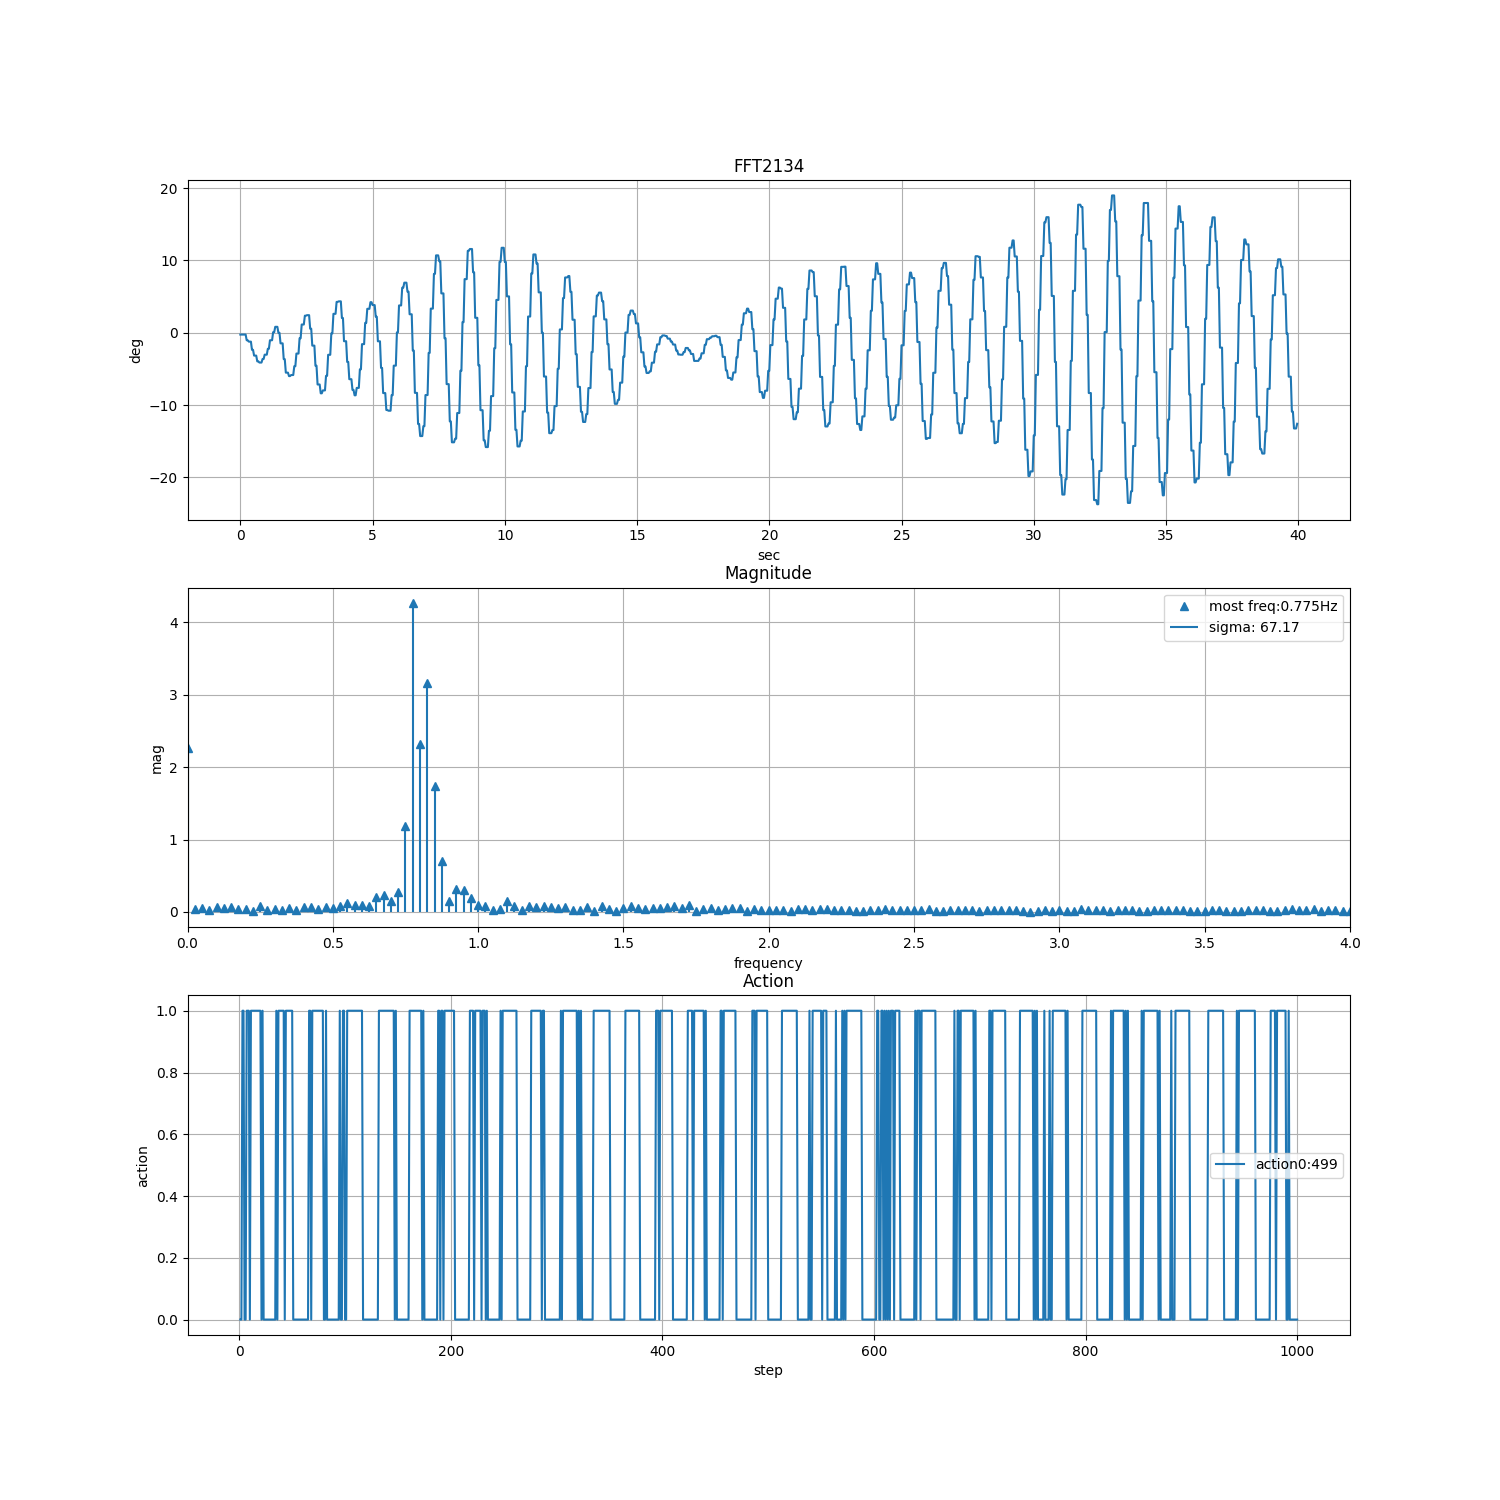 FFT2134
20
10
0
−10
−20
deg
0 5 10 15 20 25 30 35 40
sec
Magnitude
most freq:0.775Hz
sigma: 67.17
4
3
2
1
0
mag
0.0 0.5 1.0 1.5 2.0 2.5 3.0 3.5 4.0
frequency
Action
1.0
0.8
0.6
action0:499
0.4
0.2
0.0
action
0 200 400 600 800 1000
step